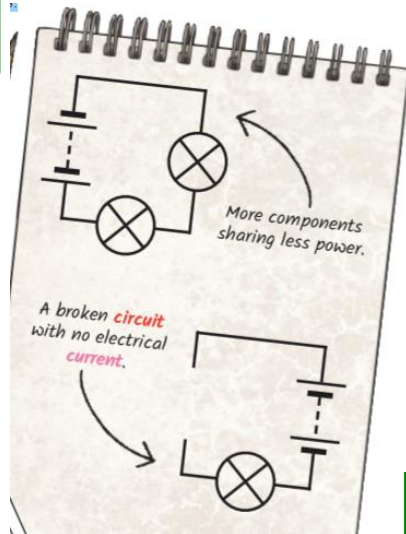 More components
sharing less power.
A broken circuit
with no electrical
current.